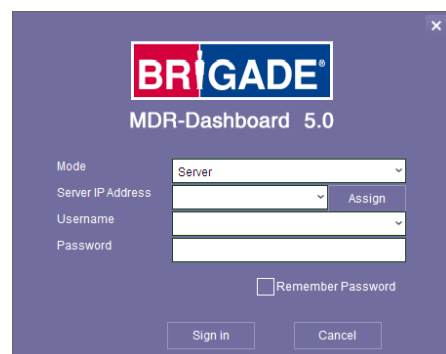 BRIGADE®
MDR-Dashboard 5.0
Mode Server
Server IP Address Assign
Username
Password
Remember Password
Sign in Cancel